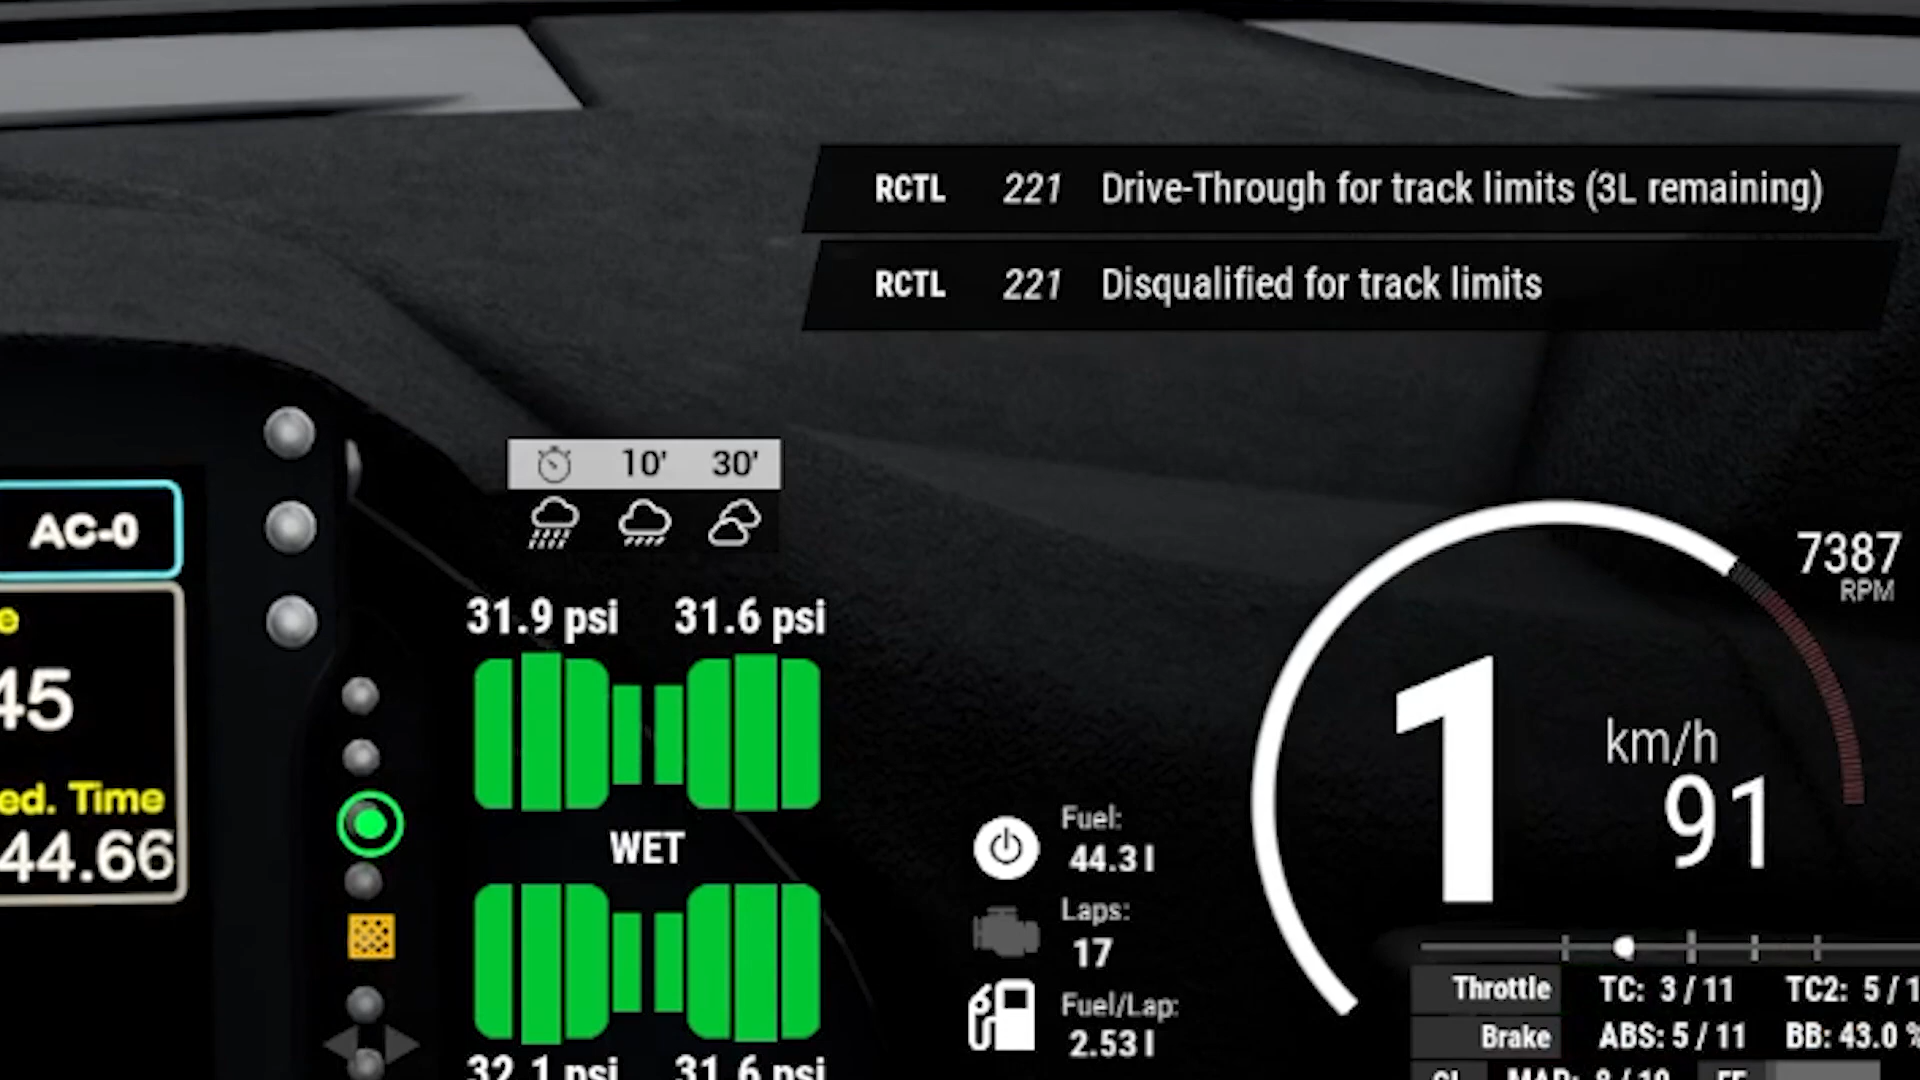 RCTL 221 Drive-Through for track limits (3L remaining)
RCTL 221 Disqualified for track limits
10' 30'
AC-0
7387
RPM
e
31.9 psi 31.6 psi
45
1
km/h
91
ed. Time
44.66
WET
Fuel:
44.3 l
Laps:
17
Fuel/Lap:
2.53 l
Throttle TC: 3 / 11 TC2: 5 / 1
Brake ABS: 5 / 11 BB: 43.0 %
32.1 psi 31.6 psi